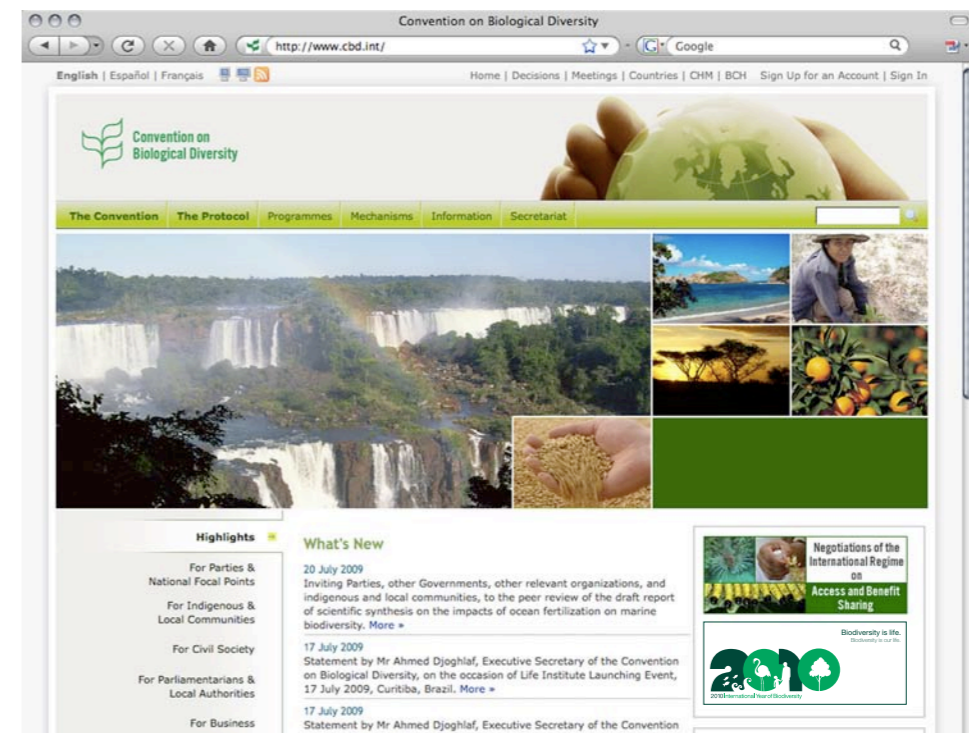 Convention on Biological Diversity
http://www.cbd.int/
Google
English | Español | Français
Home | Decisions | Meetings | Countries | CHM | BCH Sign Up for an Account | Sign In
Convention on
Biological Diversity
The Convention The Protocol Programmes Mechanisms Information Secretariat
Highlights
For Parties &
National Focal Points
For Indigenous &
Local Communities
For Civil Society
For Parliamentarians &
Local Authorities
For Business
What's New
20 July 2009
Inviting Parties, other Governments, other relevant organizations, and
indigenous and local communities, to the peer review of the draft report
of scientific synthesis on the impacts of ocean fertilization on marine
biodiversity. More »
17 July 2009
Statement by Mr Ahmed Djoghlaf, Executive Secretary of the Convention
on Biological Diversity, on the occasion of Life Institute Launching Event,
17 July 2009, Curitiba, Brazil. More »
17 July 2009
Statement by Mr Ahmed Djoghlaf, Executive Secretary of the Convention
Negotiations of the
International Regime
on
Access and Benefit
Sharing
Biodiversity is life.
Biodiversity is our life.
2010
2010 International Year of Biodiversity